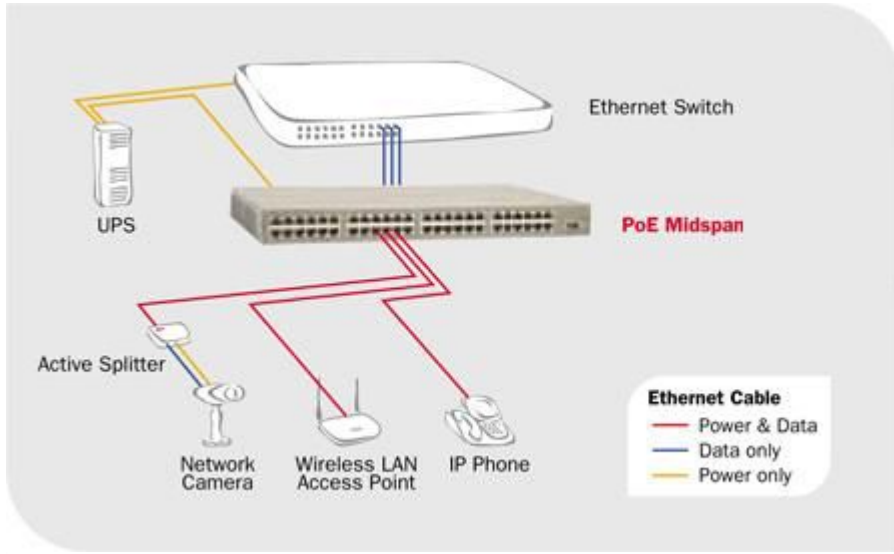 Ethernet Switch
UPS
PoE Midspan
Active Splitter
Network
Camera
Wireless LAN
Access Point
IP Phone
Ethernet Cable
Power & Data
Data only
Power only